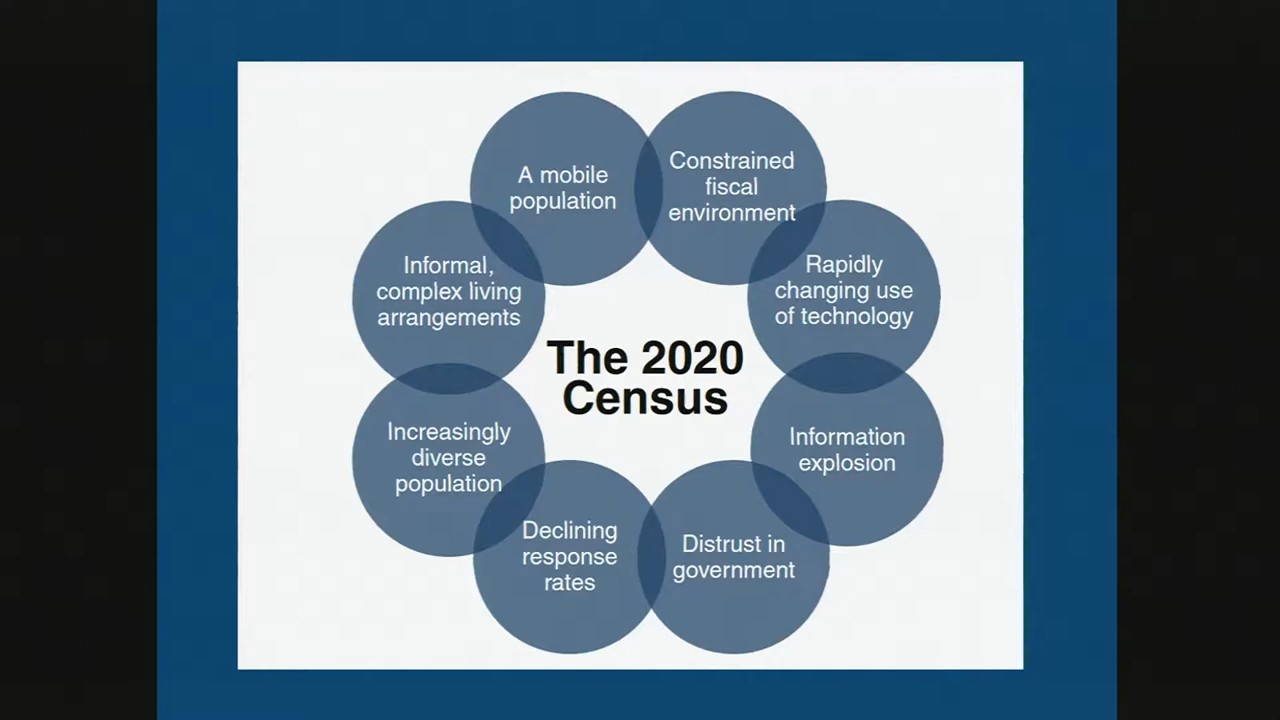 A mobile
population
Constrained
fiscal
environment
Rapidly
changing use
of technology
Information
explosion
Distrust in
government
Declining
response
rates
Increasingly
diverse
population
Informal,
complex living
arrangements
The 2020
Census